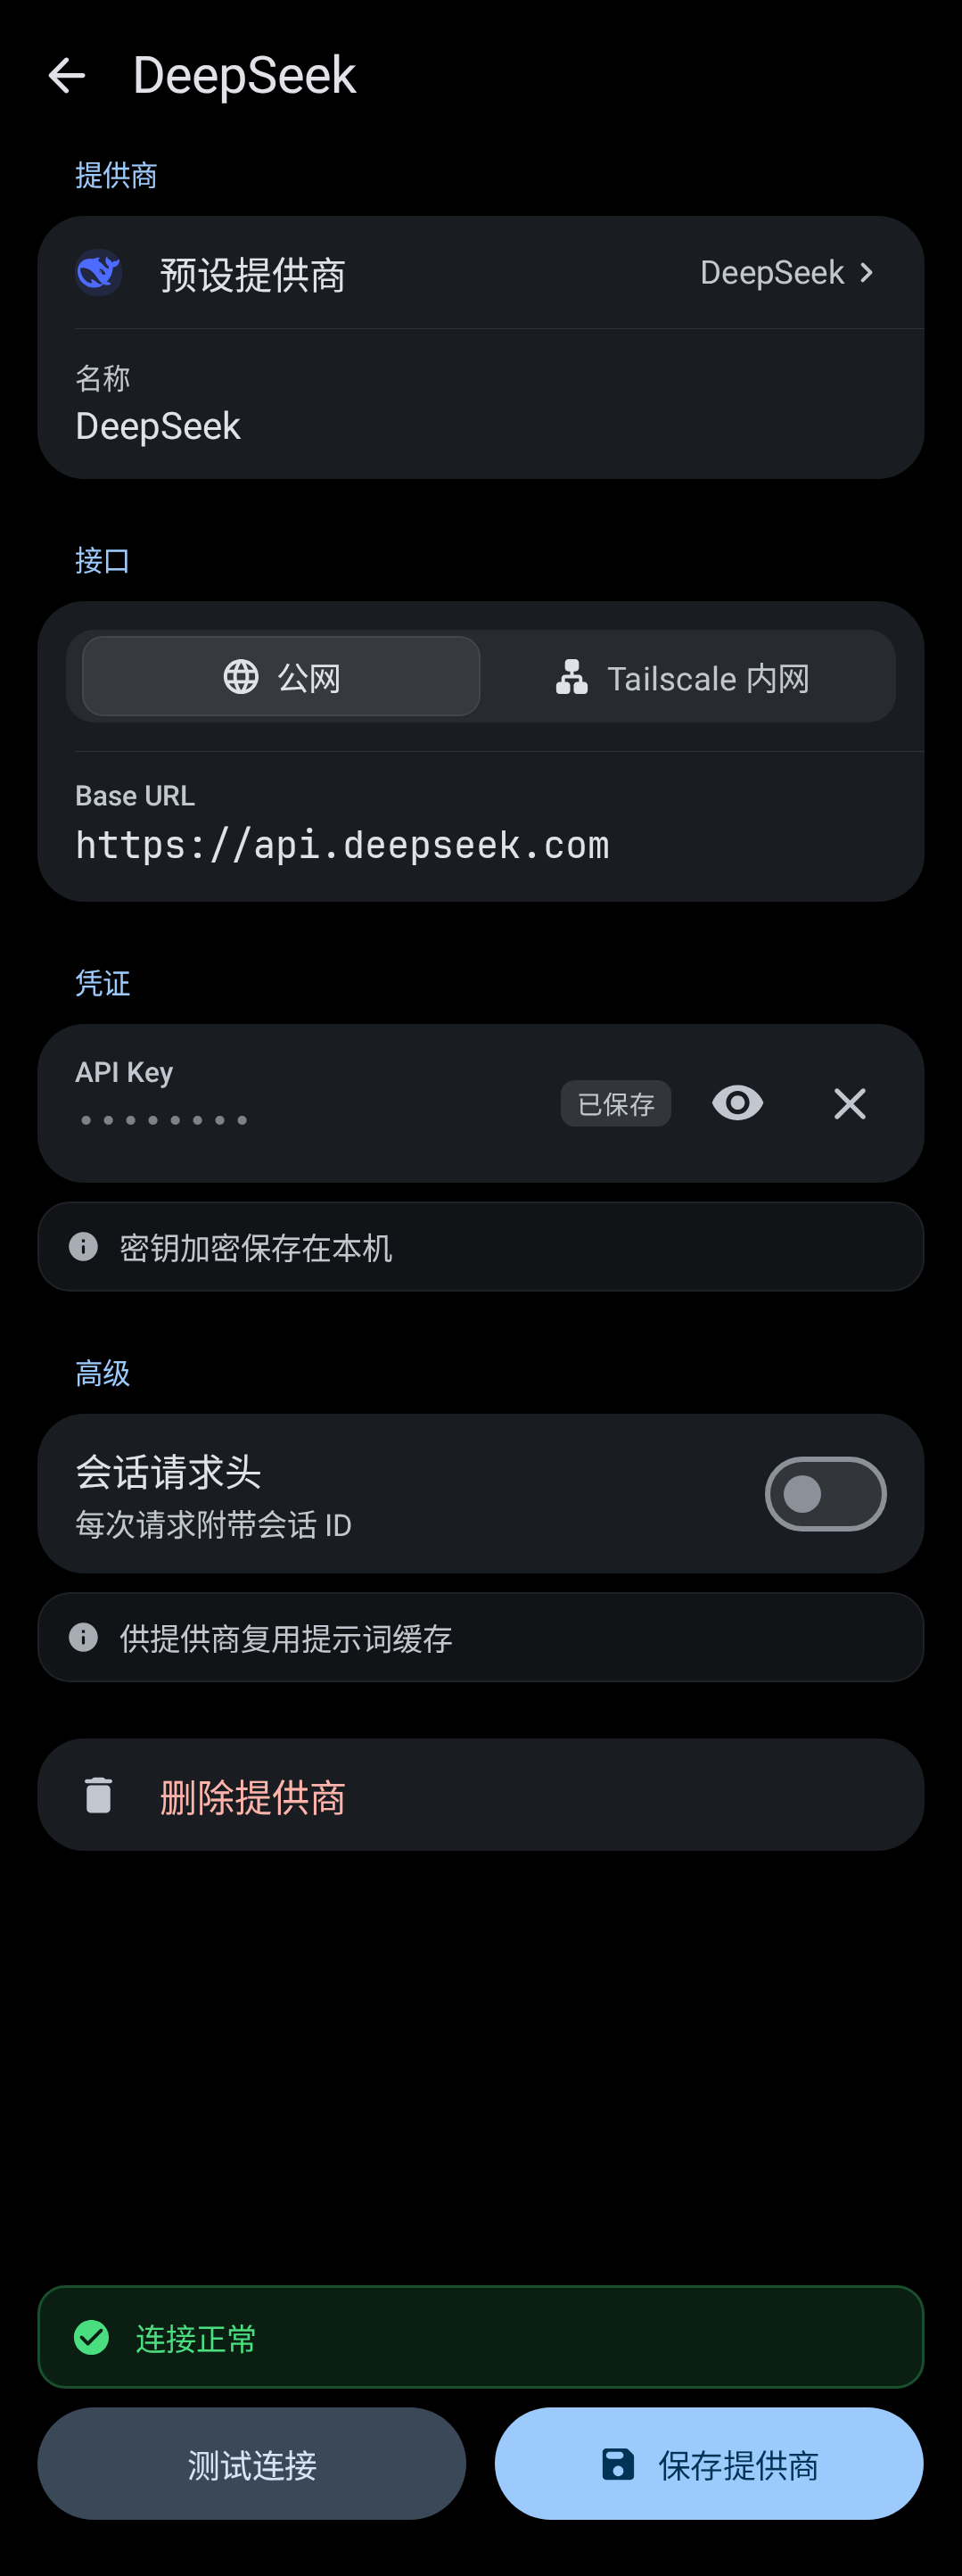 DeepSeek
提供商
预设提供商
DeepSeek
名称
DeepSeek
接口
公网
Tailscale 内网
Base URL
https://api.deepseek.com
凭证
API Key
••••••••
已保存
密钥加密保存在本机
高级
会话请求头
每次请求附带会话 ID
供提供商复用提示词缓存
删除提供商
连接正常
测试连接
保存提供商